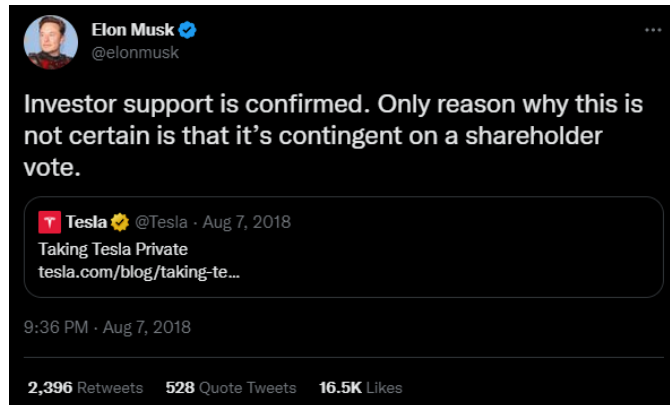 Elon Musk
@elonmusk
Investor support is confirmed. Only reason why this is
not certain is that it’s contingent on a shareholder
vote.
Tesla @Tesla · Aug 7, 2018
Taking Tesla Private
tesla.com/blog/taking-te...
9:36 PM · Aug 7, 2018
2,396 Retweets 528 Quote Tweets 16.5K Likes